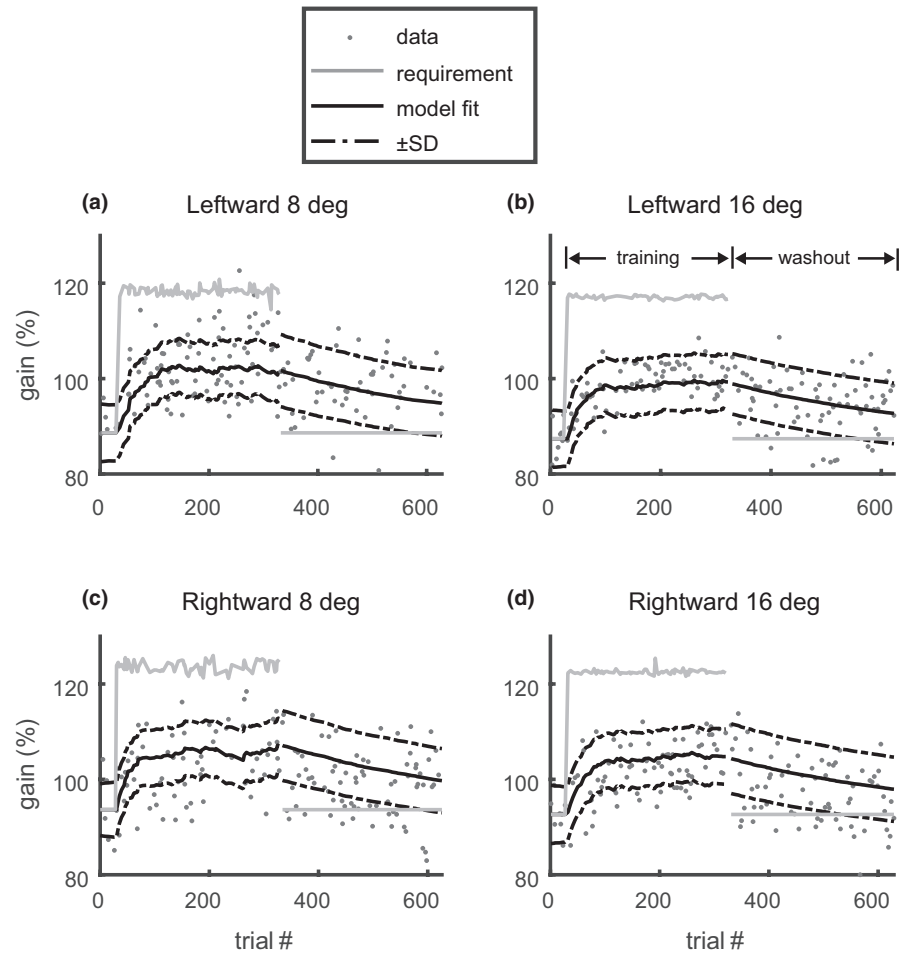 data
requirement
model fit
±SD
(a) Leftward 8 deg
gain (%)
120
100
80
0 200 400 600
(b) Leftward 16 deg
training washout
120
100
80
0 200 400 600
(c) Rightward 8 deg
gain (%)
120
100
80
0 200 400 600
trial #
(d) Rightward 16 deg
120
100
80
0 200 400 600
trial #